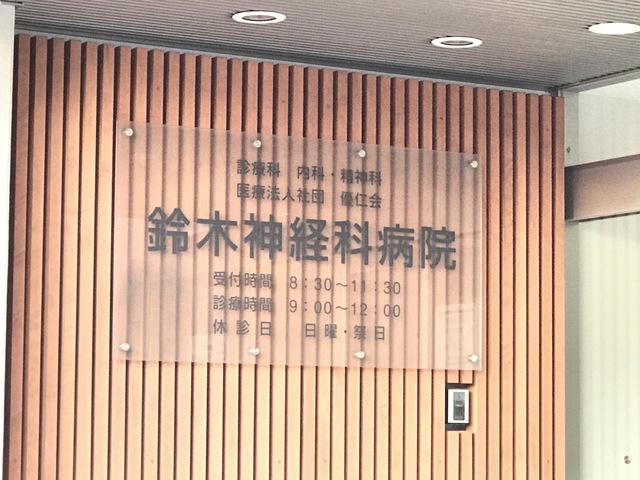 診療科 内科・精神科
医療法人社団 優仁会
鈴木神経科病院
受付時間 8:30～11:30
診療時間 9:00～12:00
休診日 日曜・祭日